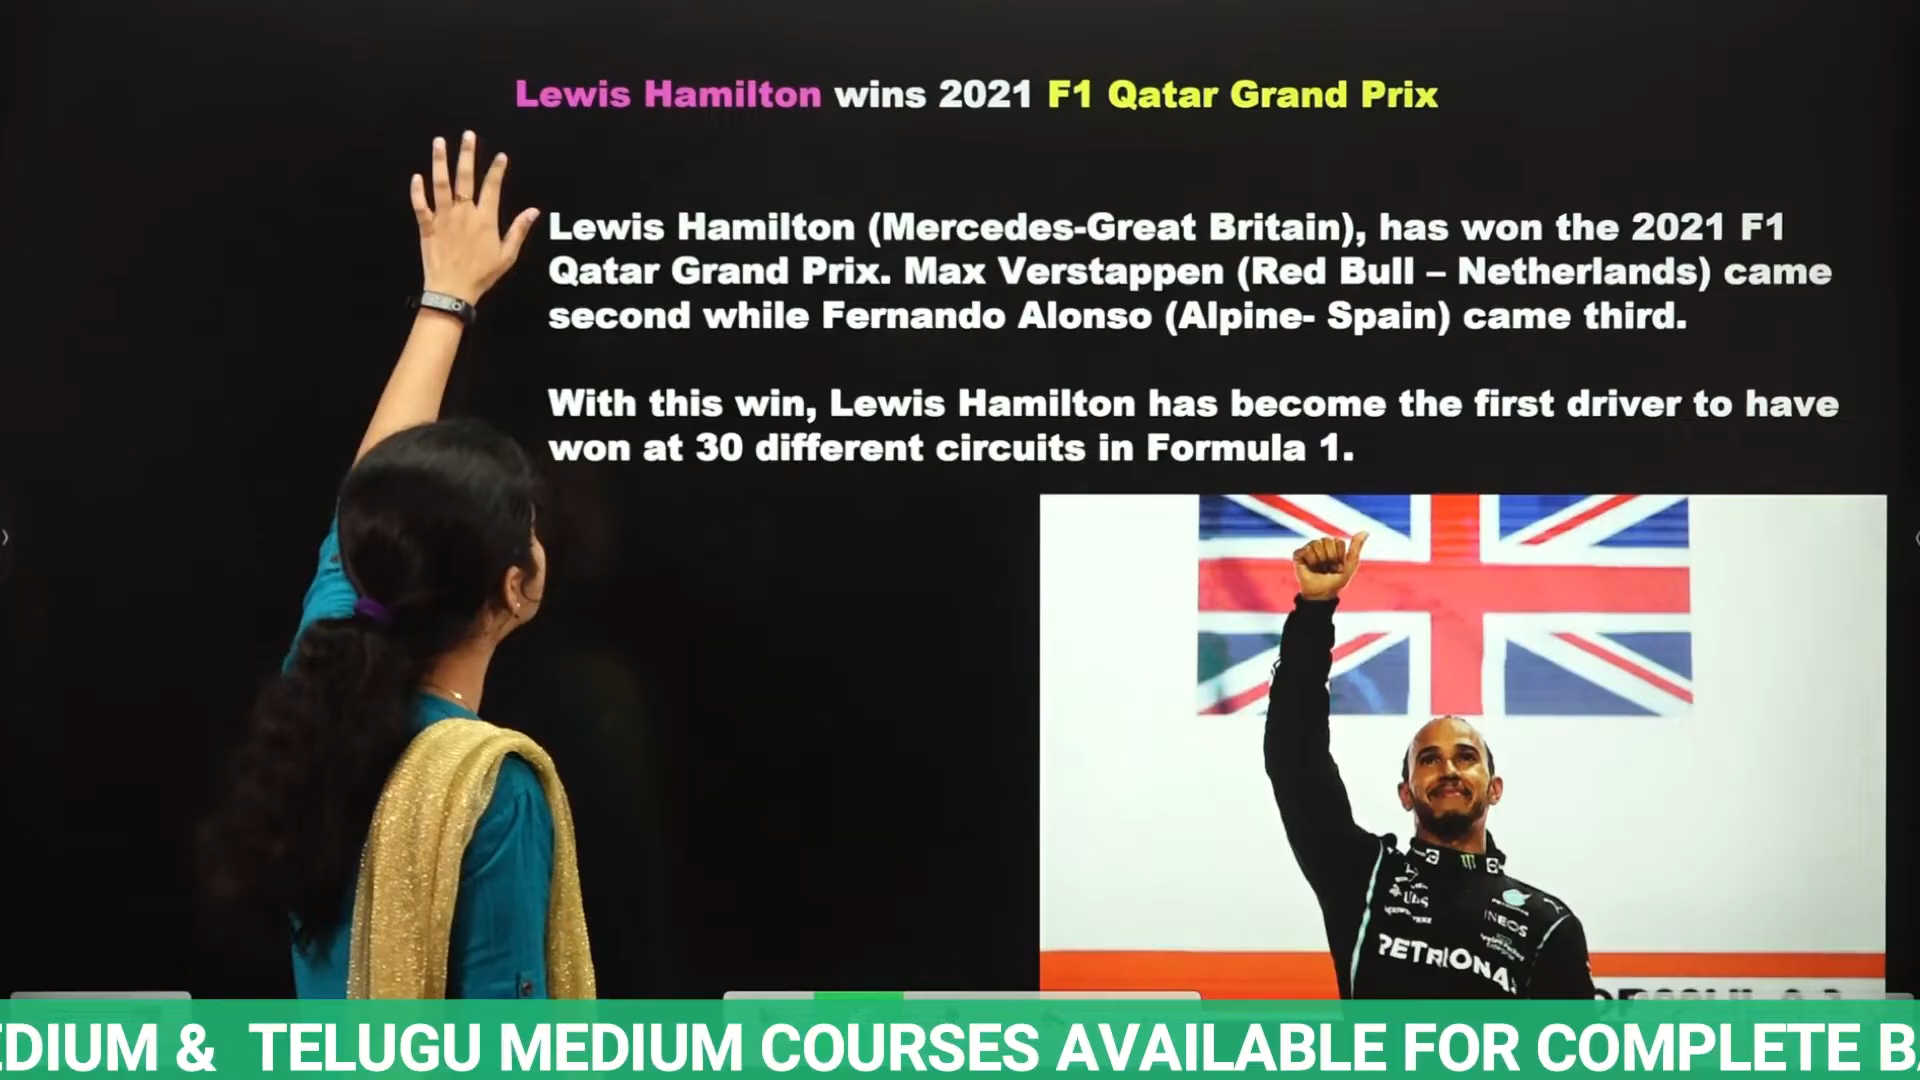 Lewis Hamilton wins 2021 F1 Qatar Grand Prix
Lewis Hamilton (Mercedes-Great Britain), has won the 2021 F1
Qatar Grand Prix. Max Verstappen (Red Bull – Netherlands) came
second while Fernando Alonso (Alpine- Spain) came third.
With this win, Lewis Hamilton has become the first driver to have
won at 30 different circuits in Formula 1.
UBS
INEOS
PETRONAS
EDIUM & TELUGU MEDIUM COURSES AVAILABLE FOR COMPLETE BA